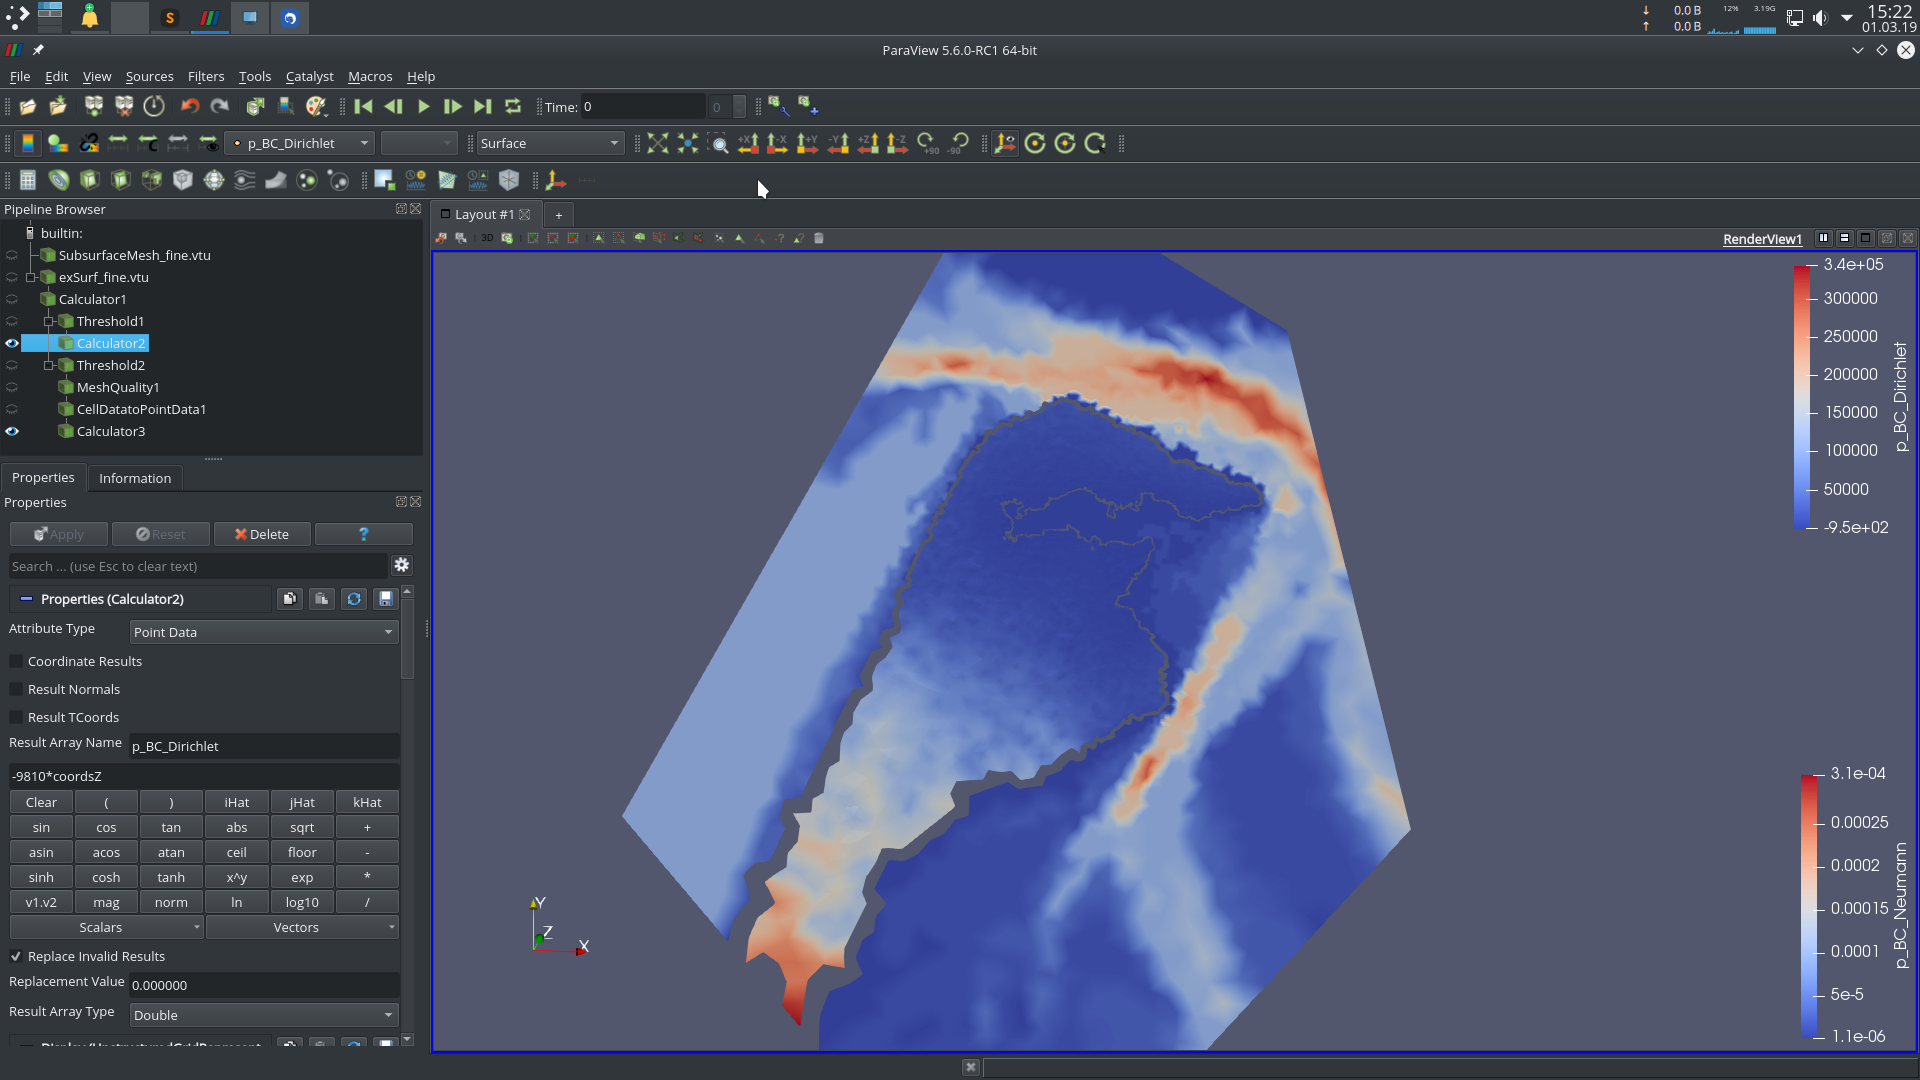 0.0 B
0.0 B
12%
3.19G
15:22
01.03.19
ParaView 5.6.0-RC1 64-bit
File Edit View Sources Filters Tools Catalyst Macros Help
Time: 0 0
p_BC_Dirichlet Surface +X -X +Y -Y +Z -Z +90 -90
Pipeline Browser
builtin:
SubsurfaceMesh_fine.vtu
exSurf_fine.vtu
Calculator1
Threshold1
Calculator2
Threshold2
MeshQuality1
CellDatatoPointData1
Calculator3
Properties Information
Properties
Apply Reset Delete ?
Search ... (use Esc to clear text)
Properties (Calculator2)
Attribute Type Point Data
Coordinate Results
Result Normals
Result TCoords
Result Array Name p_BC_Dirichlet
-9810*coordsZ
Clear ( ) iHat jHat kHat
sin cos tan abs sqrt +
asin acos atan ceil floor -
sinh cosh tanh x^y exp *
v1.v2 mag norm ln log10 /
Scalars Vectors
Replace Invalid Results
Replacement Value 0.000000
Result Array Type Double
Layout #1 +
3D
RenderView1
3.4e+05
300000
250000
200000
150000
100000
50000
-9.5e+02
p_BC_Dirichlet
3.1e-04
0.00025
0.0002
0.00015
0.0001
5e-5
1.1e-06
p_BC_Neumann
Y
Z
X